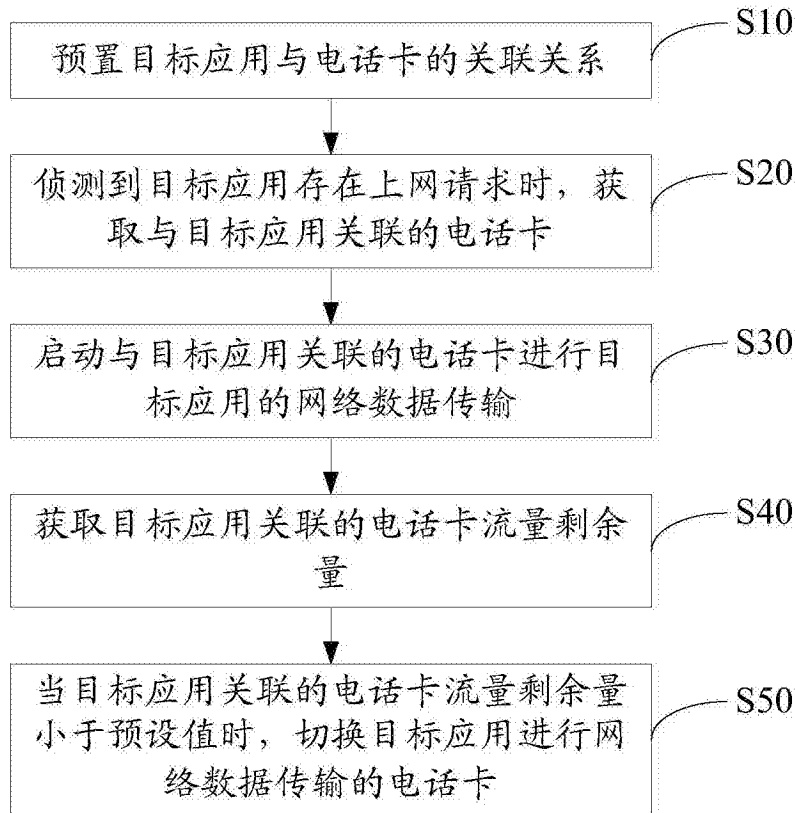 预置目标应用与电话卡的关联关系
S10
侦测到目标应用存在上网请求时，获
取与目标应用关联的电话卡
S20
启动与目标应用关联的电话卡进行目
标应用的网络数据传输
S30
获取目标应用关联的电话卡流量剩余
量
S40
当目标应用关联的电话卡流量剩余量
小于预设值时，切换目标应用进行网
络数据传输的电话卡
S50